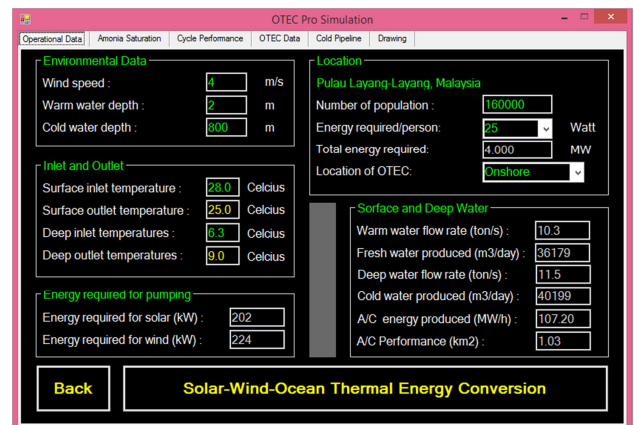 OTEC Pro Simulation
Operational Data Amonia Saturation Cycle Performance OTEC Data Cold Pipeline Drawing
Environmental Data
Wind speed : 4 m/s
Warm water depth : 2 m
Cold water depth : 800 m
Inlet and Outlet
Surface inlet temperature : 28.0 Celcius
Surface outlet temperature : 25.0 Celcius
Deep inlet temperatures : 6.3 Celcius
Deep outlet temperatures : 9.0 Celcius
Energy required for pumping
Energy required for solar (kW) : 202
Energy required for wind (kW) : 224
Location
Pulau Layang-Layang, Malaysia
Number of population : 160000
Energy required/person: 25 Watt
Total energy required: 4.000 MW
Location of OTEC: Onshore
Sorface and Deep Water
Warm water flow rate (ton/s) : 10.3
Fresh water produced (m3/day) : 36179
Deep water flow rate (ton/s) : 11.5
Cold water produced (m3/day) : 40199
A/C energy produced (MW/h) : 107.20
A/C Performance (km2) : 1.03
Back
Solar-Wind-Ocean Thermal Energy Conversion